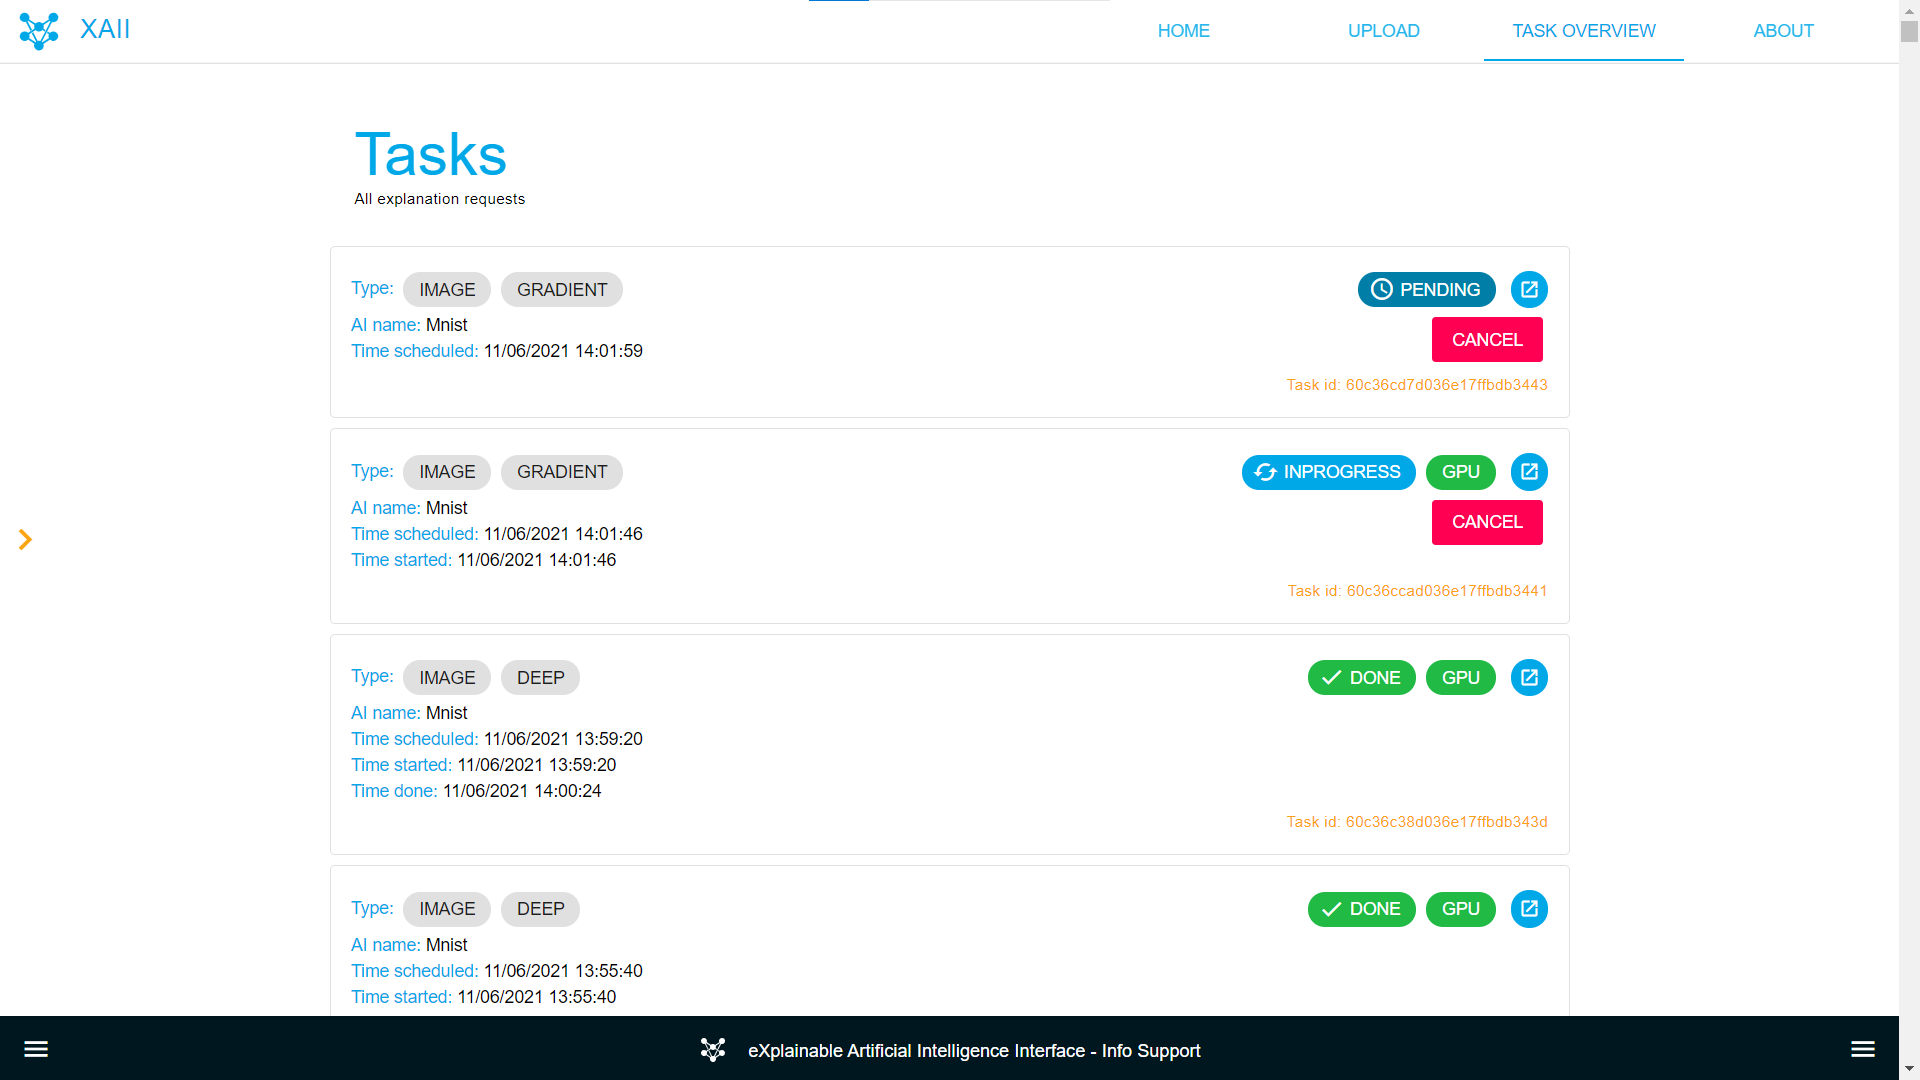 XAII
HOME UPLOAD TASK OVERVIEW ABOUT
Tasks
All explanation requests
Type: IMAGE GRADIENT PENDING
AI name: Mnist
Time scheduled: 11/06/2021 14:01:59
CANCEL
Task id: 60c36cd7d036e17ffbdb3443
Type: IMAGE GRADIENT INPROGRESS GPU
AI name: Mnist
CANCEL
Time scheduled: 11/06/2021 14:01:46
Time started: 11/06/2021 14:01:46
Task id: 60c36ccad036e17ffbdb3441
Type: IMAGE DEEP DONE GPU
AI name: Mnist
Time scheduled: 11/06/2021 13:59:20
Time started: 11/06/2021 13:59:20
Time done: 11/06/2021 14:00:24
Task id: 60c36c38d036e17ffbdb343d
Type: IMAGE DEEP DONE GPU
AI name: Mnist
Time scheduled: 11/06/2021 13:55:40
Time started: 11/06/2021 13:55:40
eXplainable Artificial Intelligence Interface - Info Support